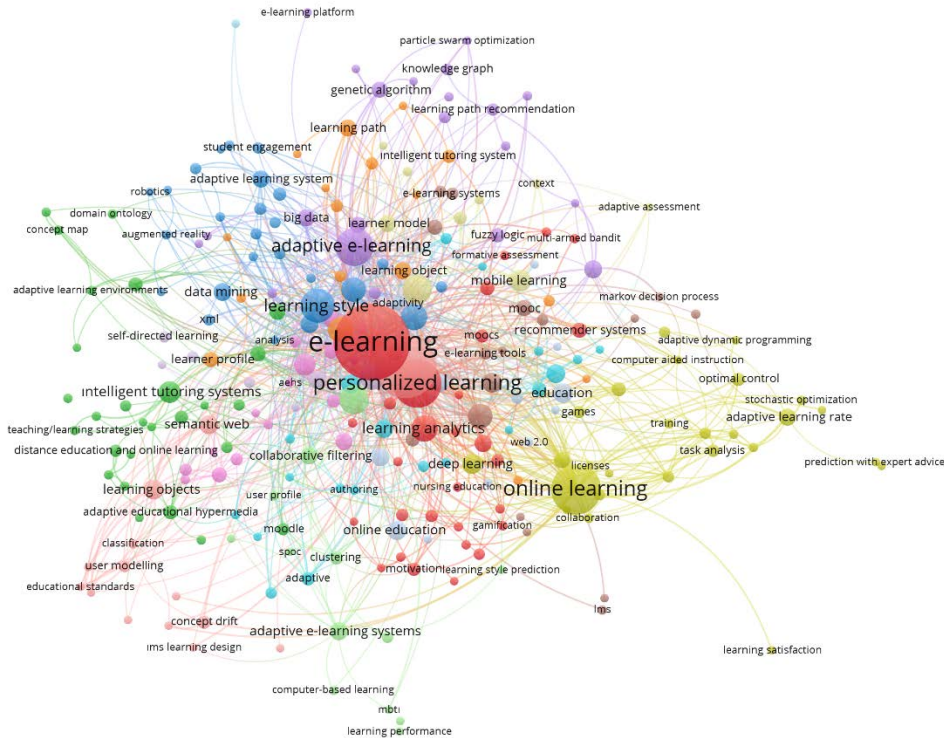 e-learning platform
particle swarm optimization
knowledge graph
genetic algorithm
learning path recommendation
learning path
student engagement
intelligent tutoring system
adaptive learning system
context
robotics
e-learning systems
adaptive assessment
domain ontology
big data
learner model
concept map
augmented reality
fuzzy logic
multi-armed bandit
adaptive e-learning
formative assessment
learning object
mobile learning
adaptive learning environments
data mining
markov decision process
learning style
adaptivity
mooc
xml
recommender systems
self-directed learning
moocs
adaptive dynamic programming
e-learning
analysis
e-learning tools
learner profile
computer aided instruction
optimal control
aehs
personalized learning
ıntelligent tutoring systems
education
stochastic optimization
games
adaptive learning rate
semantic web
training
teaching/learning strategies
learning analytics
web 2.0
distance education and online learning
task analysis
collaborative filtering
deep learning
licenses
prediction with expert advice
learning objects
user profile
authoring
nursing education
online learning
adaptive educational hypermedia
collaboration
moodle
online education
gamification
classification
spoc
clustering
user modelling
motivation
learning style prediction
educational standards
adaptive
lms
concept drift
adaptive e-learning systems
ıms learning design
learning satisfaction
computer-based learning
mbtı
learning performance